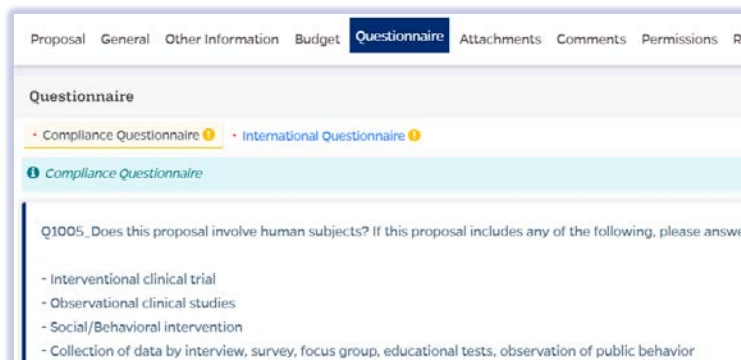 Proposal General Other Information Budget Questionnaire Attachments Comments Permissions R
Questionnaire
• Compliance Questionnaire ! • International Questionnaire !
i Compliance Questionnaire
Q1005_Does this proposal involve human subjects? If this proposal includes any of the following, please answe
- Interventional clinical trial
- Observational clinical studies
- Social/Behavioral intervention
- Collection of data by interview, survey, focus group, educational tests, observation of public behavior